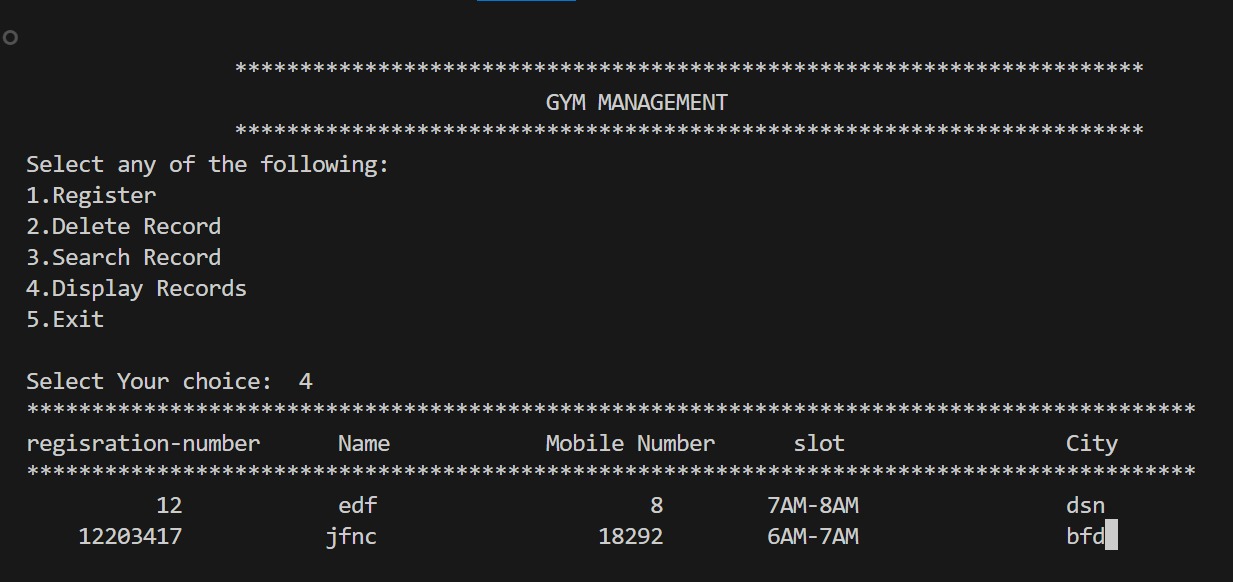 **********************************************************************
GYM MANAGEMENT
**********************************************************************
Select any of the following:
1.Register
2.Delete Record
3.Search Record
4.Display Records
5.Exit
Select Your choice:  4
******************************************************************************************
regisration-number      Name            Mobile Number      slot                 City
******************************************************************************************
12            edf                     8        7AM-8AM                dsn
12203417           jfnc                 18292        6AM-7AM                bfd